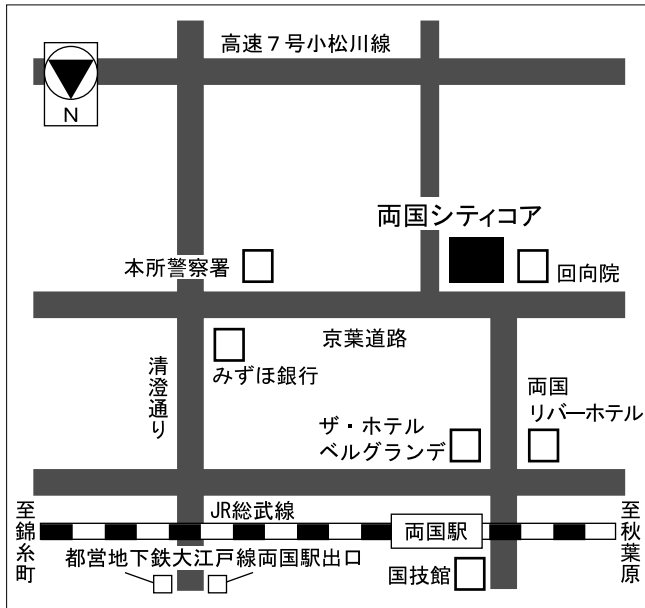 高速７号小松川線
N
両国シティコア
本所警察署
回向院
京葉道路
みずほ銀行
清澄通り
両国
リバーホテル
ザ・ホテル
ベルグランデ
JR総武線
至錦糸町
両国駅
至秋葉原
都営地下鉄大江戸線両国駅出口
国技館